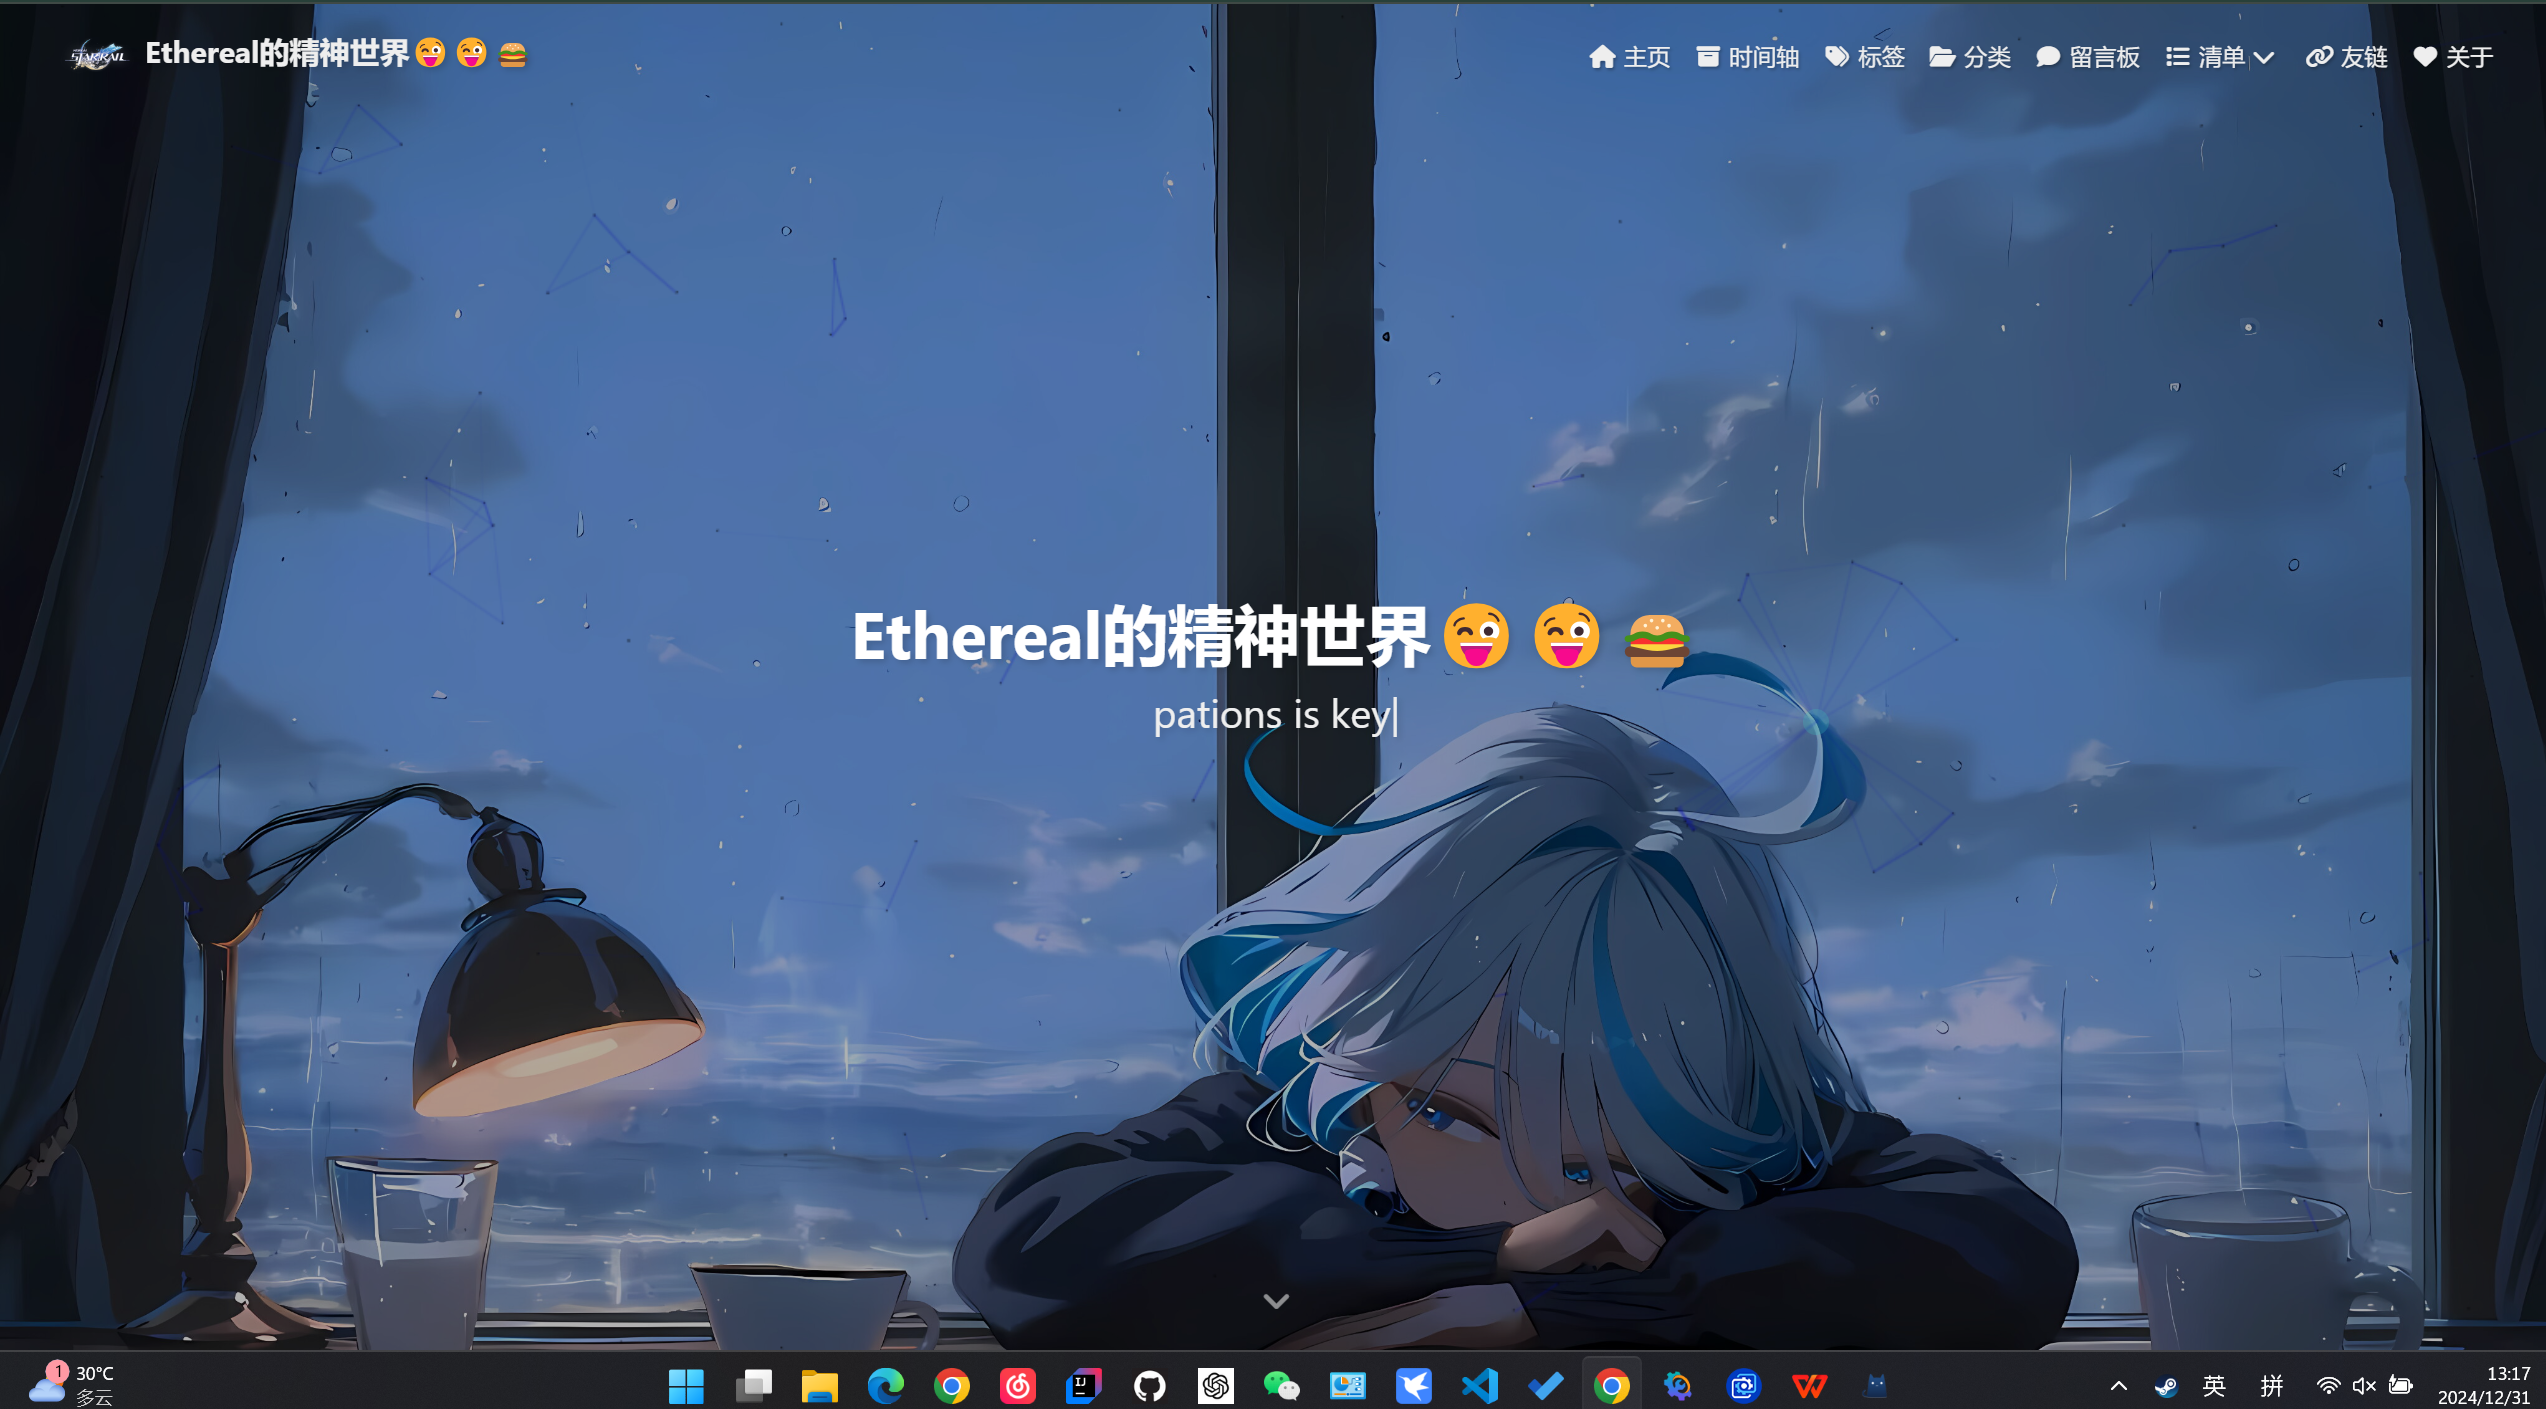 STAR RAIL
Ethereal的精神世界😜 😜 🍔
主页 时间轴 标签 分类 留言板 清单 友链 关于
Ethereal的精神世界😜 😜 🍔
pations is key|
1
30°C
多云
英 拼
13:17
2024/12/31